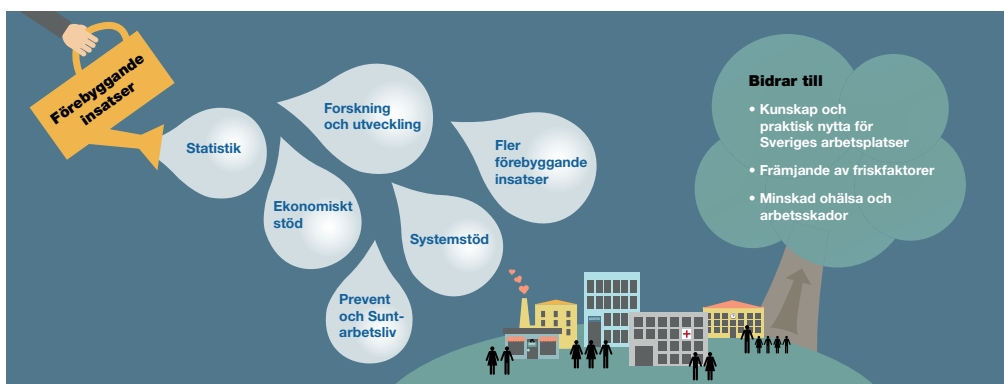 Förebyggande
insatser
Statistik
Forskning
och utveckling
Ekonomiskt
stöd
Fler
förebyggande
insatser
Systemstöd
Prevent
och Sunt-
arbetsliv
Bidrar till
• Kunskap och
praktisk nytta för
Sveriges arbetsplatser
• Främjande av friskfaktorer
• Minskad ohälsa och
arbetsskador